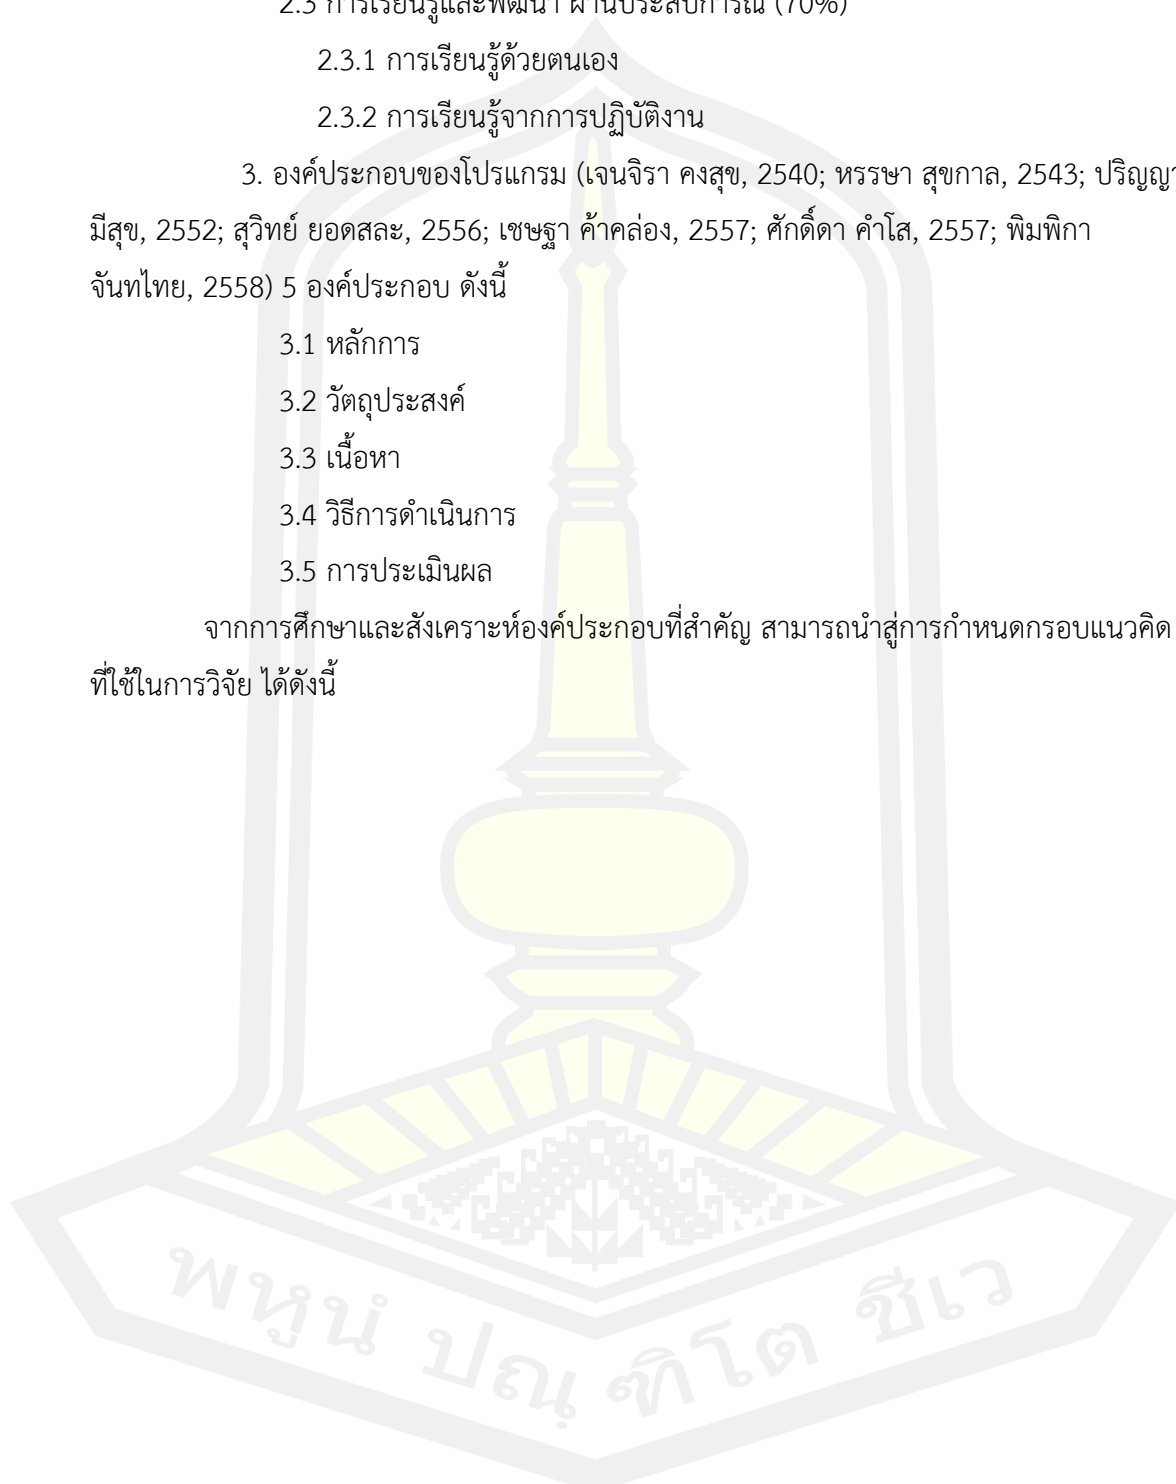 2.3 การเรียนรู้และพัฒนา ผ่านประสบการณ์ (70%)
2.3.1 การเรียนรู้ด้วยตนเอง
2.3.2 การเรียนรู้จากการปฏิบัติงาน
3. องค์ประกอบของโปรแกรม (เจนจิรา คงสุข, 2540; หรรษา สุขกาล, 2543; ปริญญา
มีสุข, 2552; สุวิทย์ ยอดสละ, 2556; เชษฐา ค้าคล่อง, 2557; ศักดิ์ดา คำโส, 2557; พิมพิกา
จันทไทย, 2558) 5 องค์ประกอบ ดังนี้
3.1 หลักการ
3.2 วัตถุประสงค์
3.3 เนื้อหา
3.4 วิธีการดำเนินการ
3.5 การประเมินผล
จากการศึกษาและสังเคราะห์องค์ประกอบที่สำคัญ สามารถนำสู่การกำหนดกรอบแนวคิด
ที่ใช้ในการวิจัย ได้ดังนี้
พหูนํ ปณฺฑิโต ชีเว